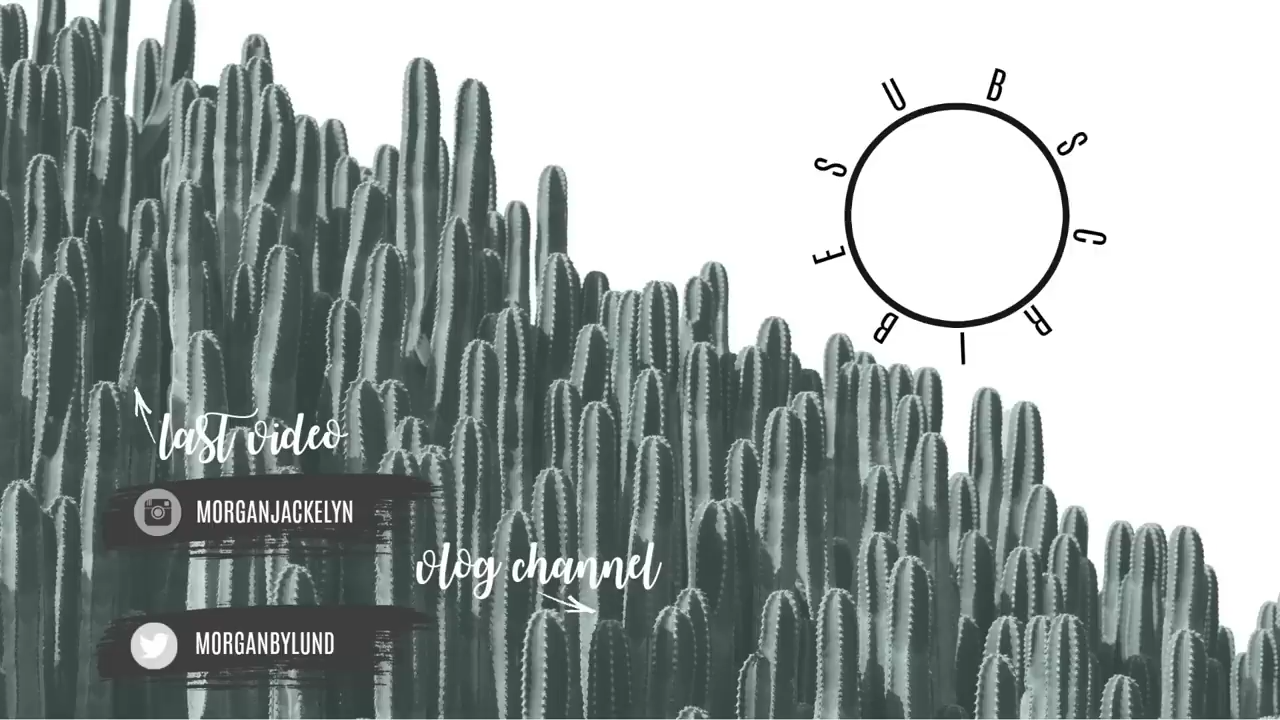 SUBSCRIBE
last video
MORGANJACKELYN
vlog channel
MORGANBYLUND